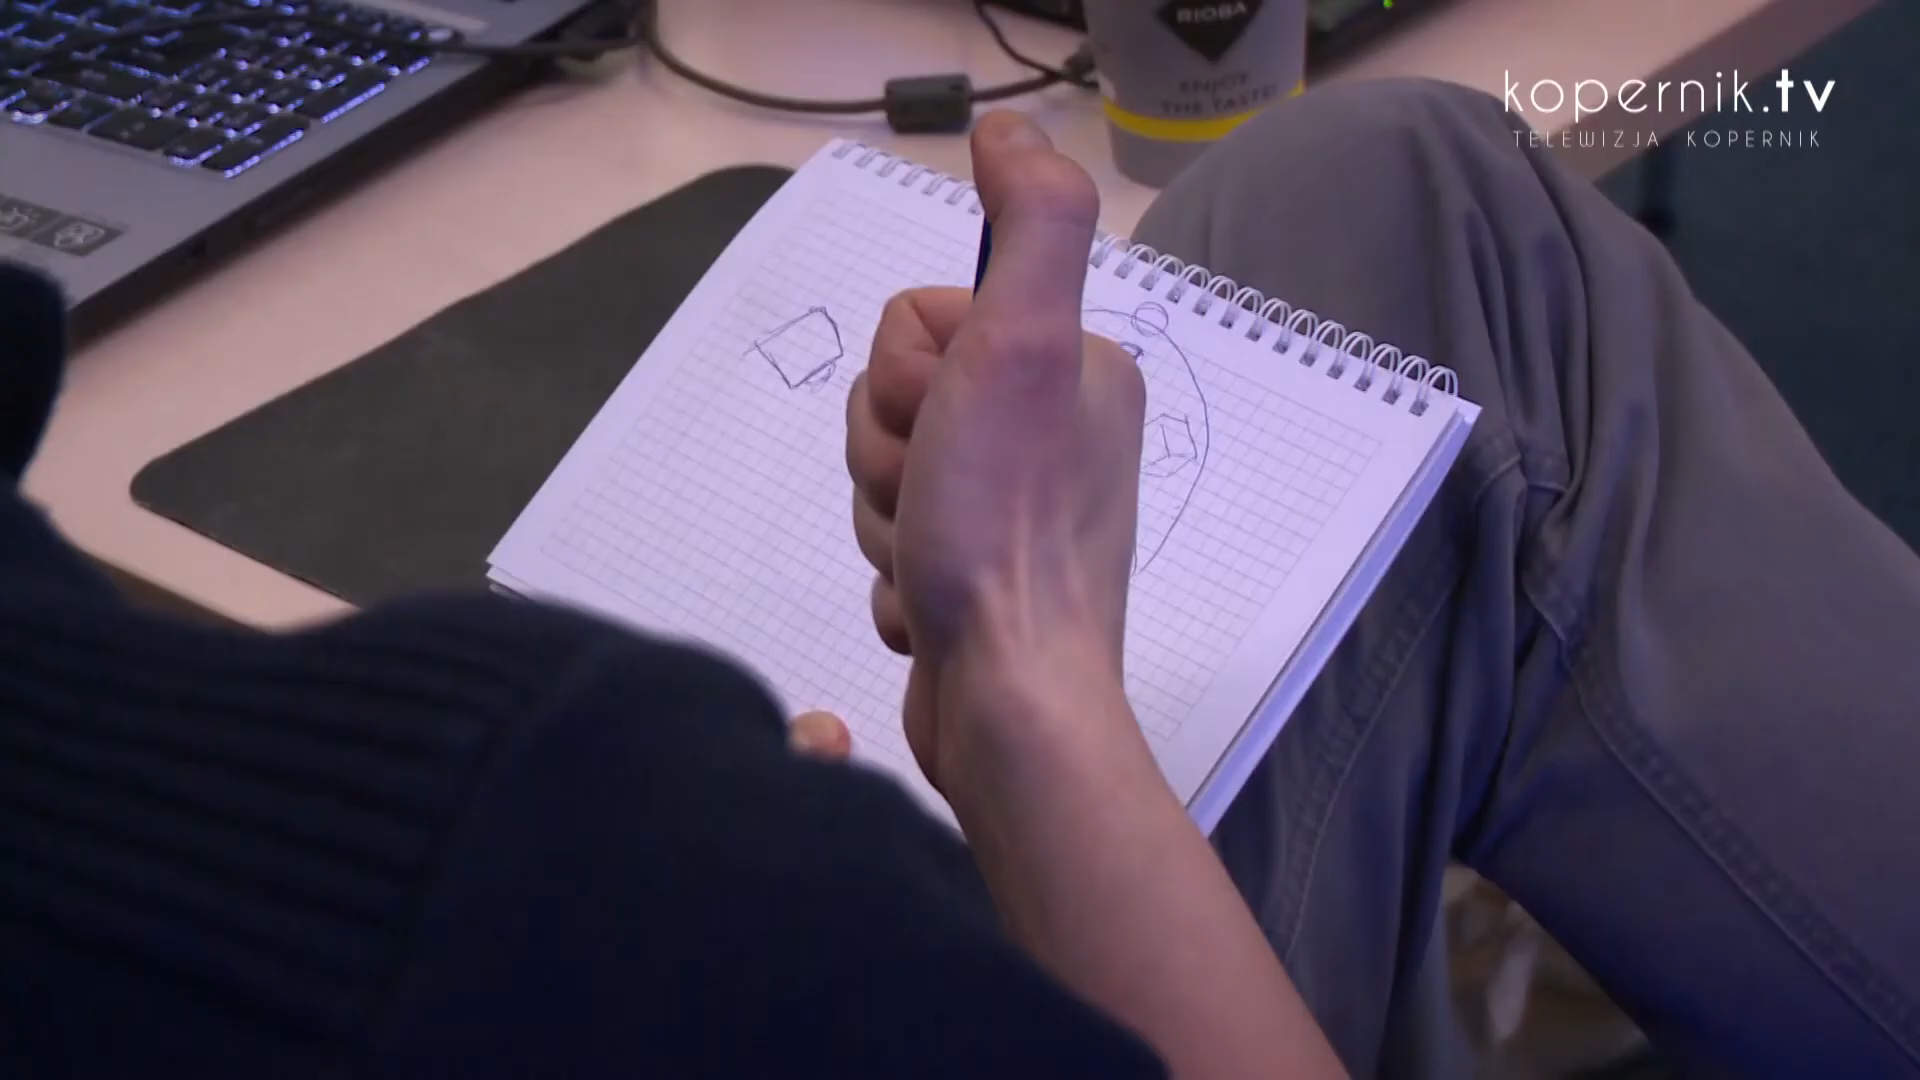 RIOBA
ENJOY
THE TASTE!
kopernik.tv
TELEWIZJA KOPERNIK